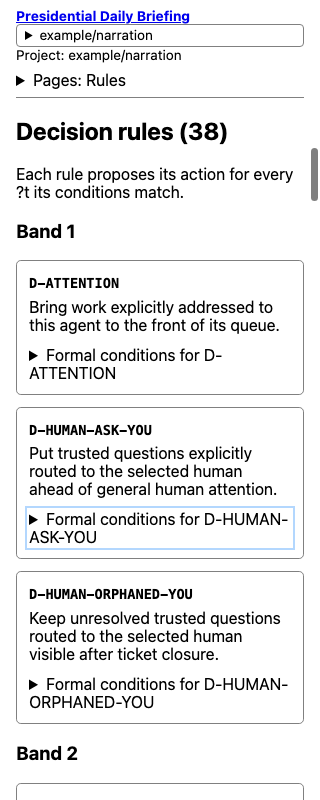 Presidential Daily Briefing
example/narration
Project: example/narration
Pages: Rules
Decision rules (38)
Each rule proposes its action for every
?t its conditions match.
Band 1
D-ATTENTION
Bring work explicitly addressed to
this agent to the front of its queue.
Formal conditions for D-
ATTENTION
D-HUMAN-ASK-YOU
Put trusted questions explicitly
routed to the selected human
ahead of general human attention.
Formal conditions for D-HUMAN-
ASK-YOU
D-HUMAN-ORPHANED-YOU
Keep unresolved trusted questions
routed to the selected human
visible after ticket closure.
Formal conditions for D-HUMAN-
ORPHANED-YOU
Band 2